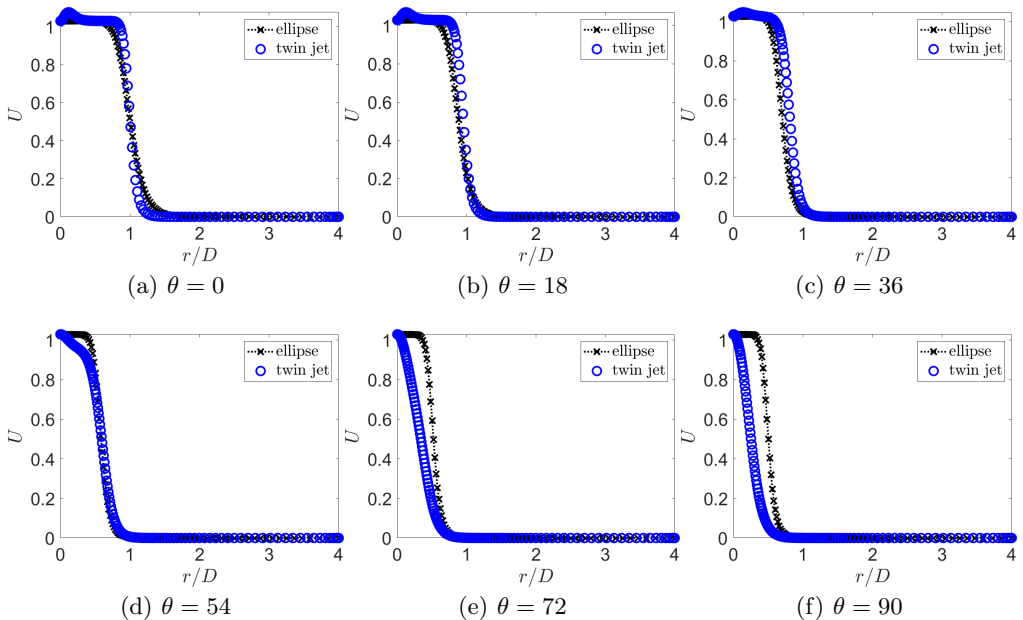 1
0.8
0.6
0.4
0.2
0
U
0 1 2 3 4
r/D
ellipse
twin jet
(a) θ = 0
1
0.8
0.6
0.4
0.2
0
U
0 1 2 3 4
r/D
ellipse
twin jet
(b) θ = 18
1
0.8
0.6
0.4
0.2
0
U
0 1 2 3 4
r/D
ellipse
twin jet
(c) θ = 36
1
0.8
0.6
0.4
0.2
0
U
0 1 2 3 4
r/D
ellipse
twin jet
(d) θ = 54
1
0.8
0.6
0.4
0.2
0
U
0 1 2 3 4
r/D
ellipse
twin jet
(e) θ = 72
1
0.8
0.6
0.4
0.2
0
U
0 1 2 3 4
r/D
ellipse
twin jet
(f) θ = 90